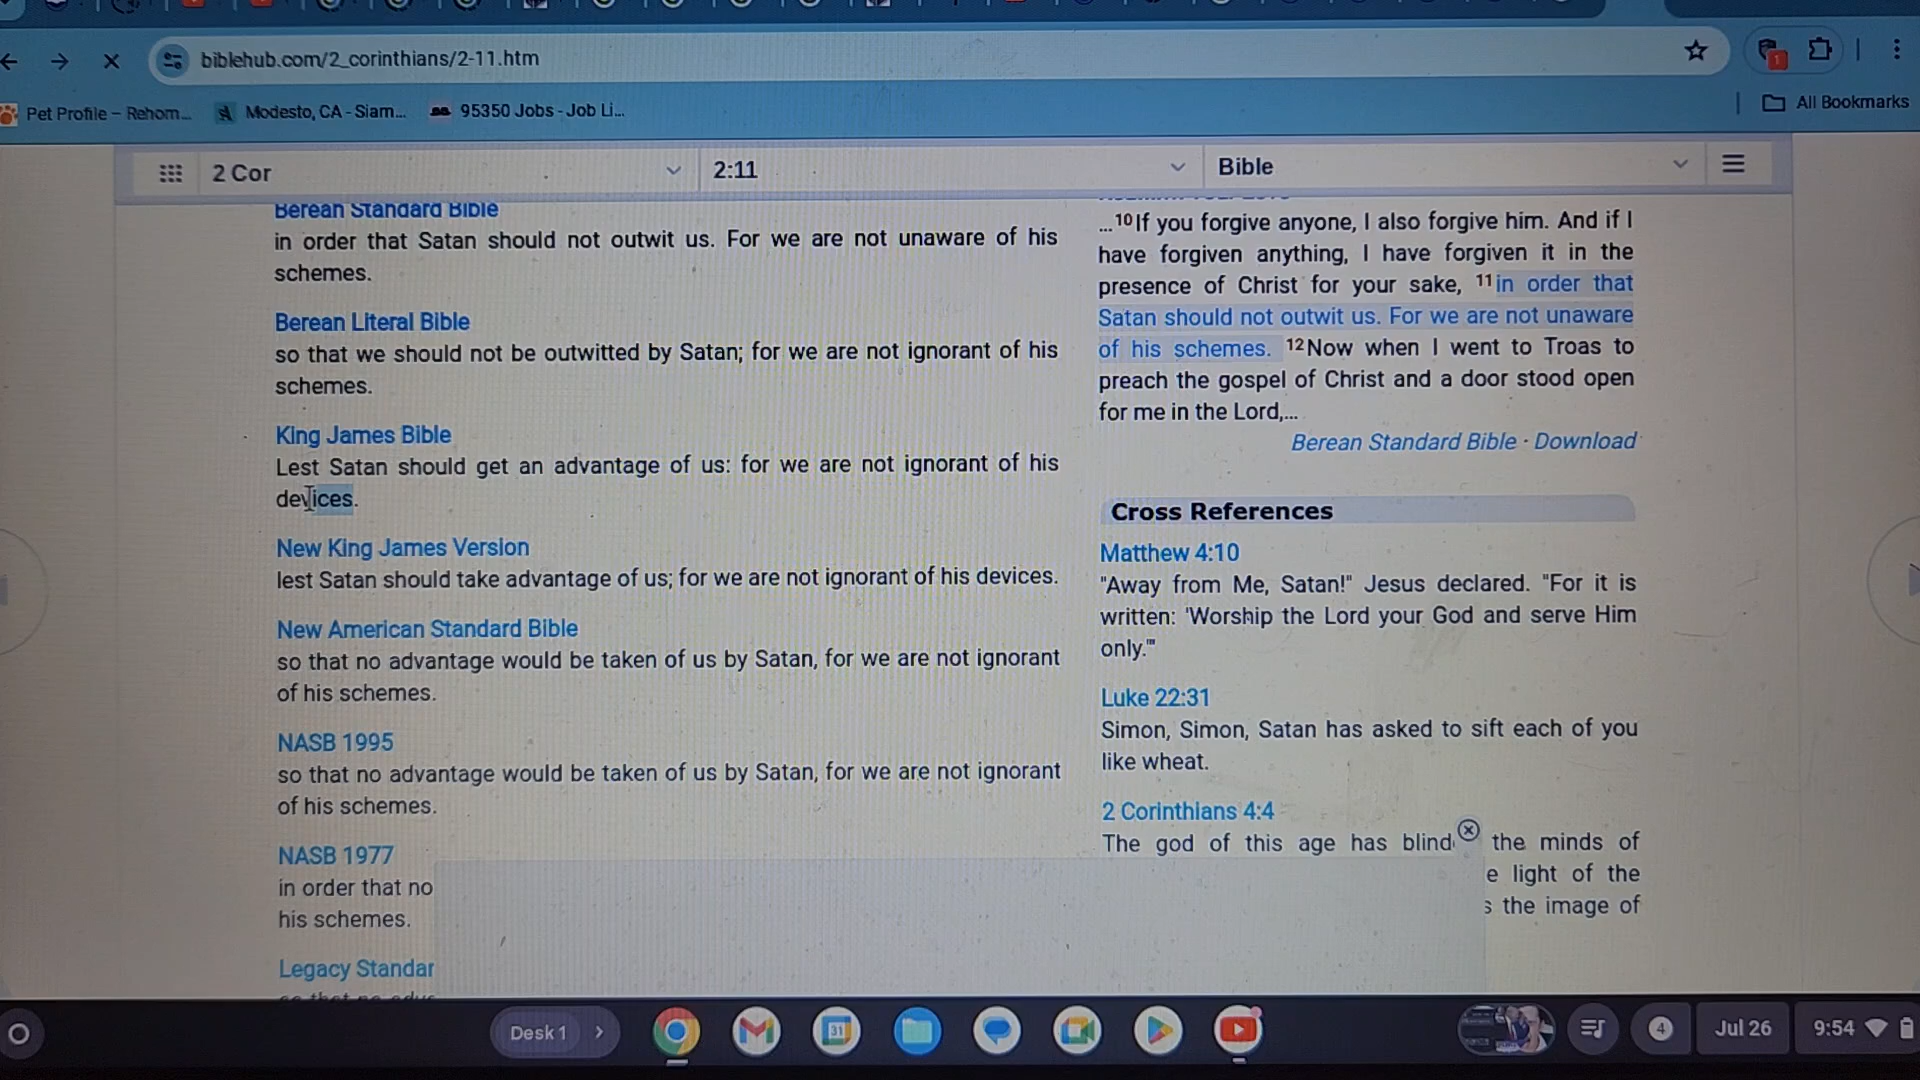 biblehub.com/2_corinthians/2-11.htm
1
Pet Profile – Rehom...
Modesto, CA - Siam...
95350 Jobs - Job Li...
All Bookmarks
2 Cor
2:11
Bible
Berean Standard Bible
in order that Satan should not outwit us. For we are not unaware of his
schemes.
Berean Literal Bible
so that we should not be outwitted by Satan; for we are not ignorant of his
schemes.
King James Bible
Lest Satan should get an advantage of us: for we are not ignorant of his
devices.
New King James Version
lest Satan should take advantage of us; for we are not ignorant of his devices.
New American Standard Bible
so that no advantage would be taken of us by Satan, for we are not ignorant
of his schemes.
NASB 1995
so that no advantage would be taken of us by Satan, for we are not ignorant
of his schemes.
NASB 1977
in order that no
his schemes.
Legacy Standar
...10If you forgive anyone, I also forgive him. And if I
have forgiven anything, I have forgiven it in the
presence of Christ for your sake, 11in order that
Satan should not outwit us. For we are not unaware
of his schemes. 12Now when I went to Troas to
preach the gospel of Christ and a door stood open
for me in the Lord,...
Berean Standard Bible · Download
Cross References
Matthew 4:10
"Away from Me, Satan!" Jesus declared. "For it is
written: 'Worship the Lord your God and serve Him
only.'"
Luke 22:31
Simon, Simon, Satan has asked to sift each of you
like wheat.
2 Corinthians 4:4
The god of this age has blind the minds of
e light of the
s the image of
Desk 1
31
4
Jul 26
9:54